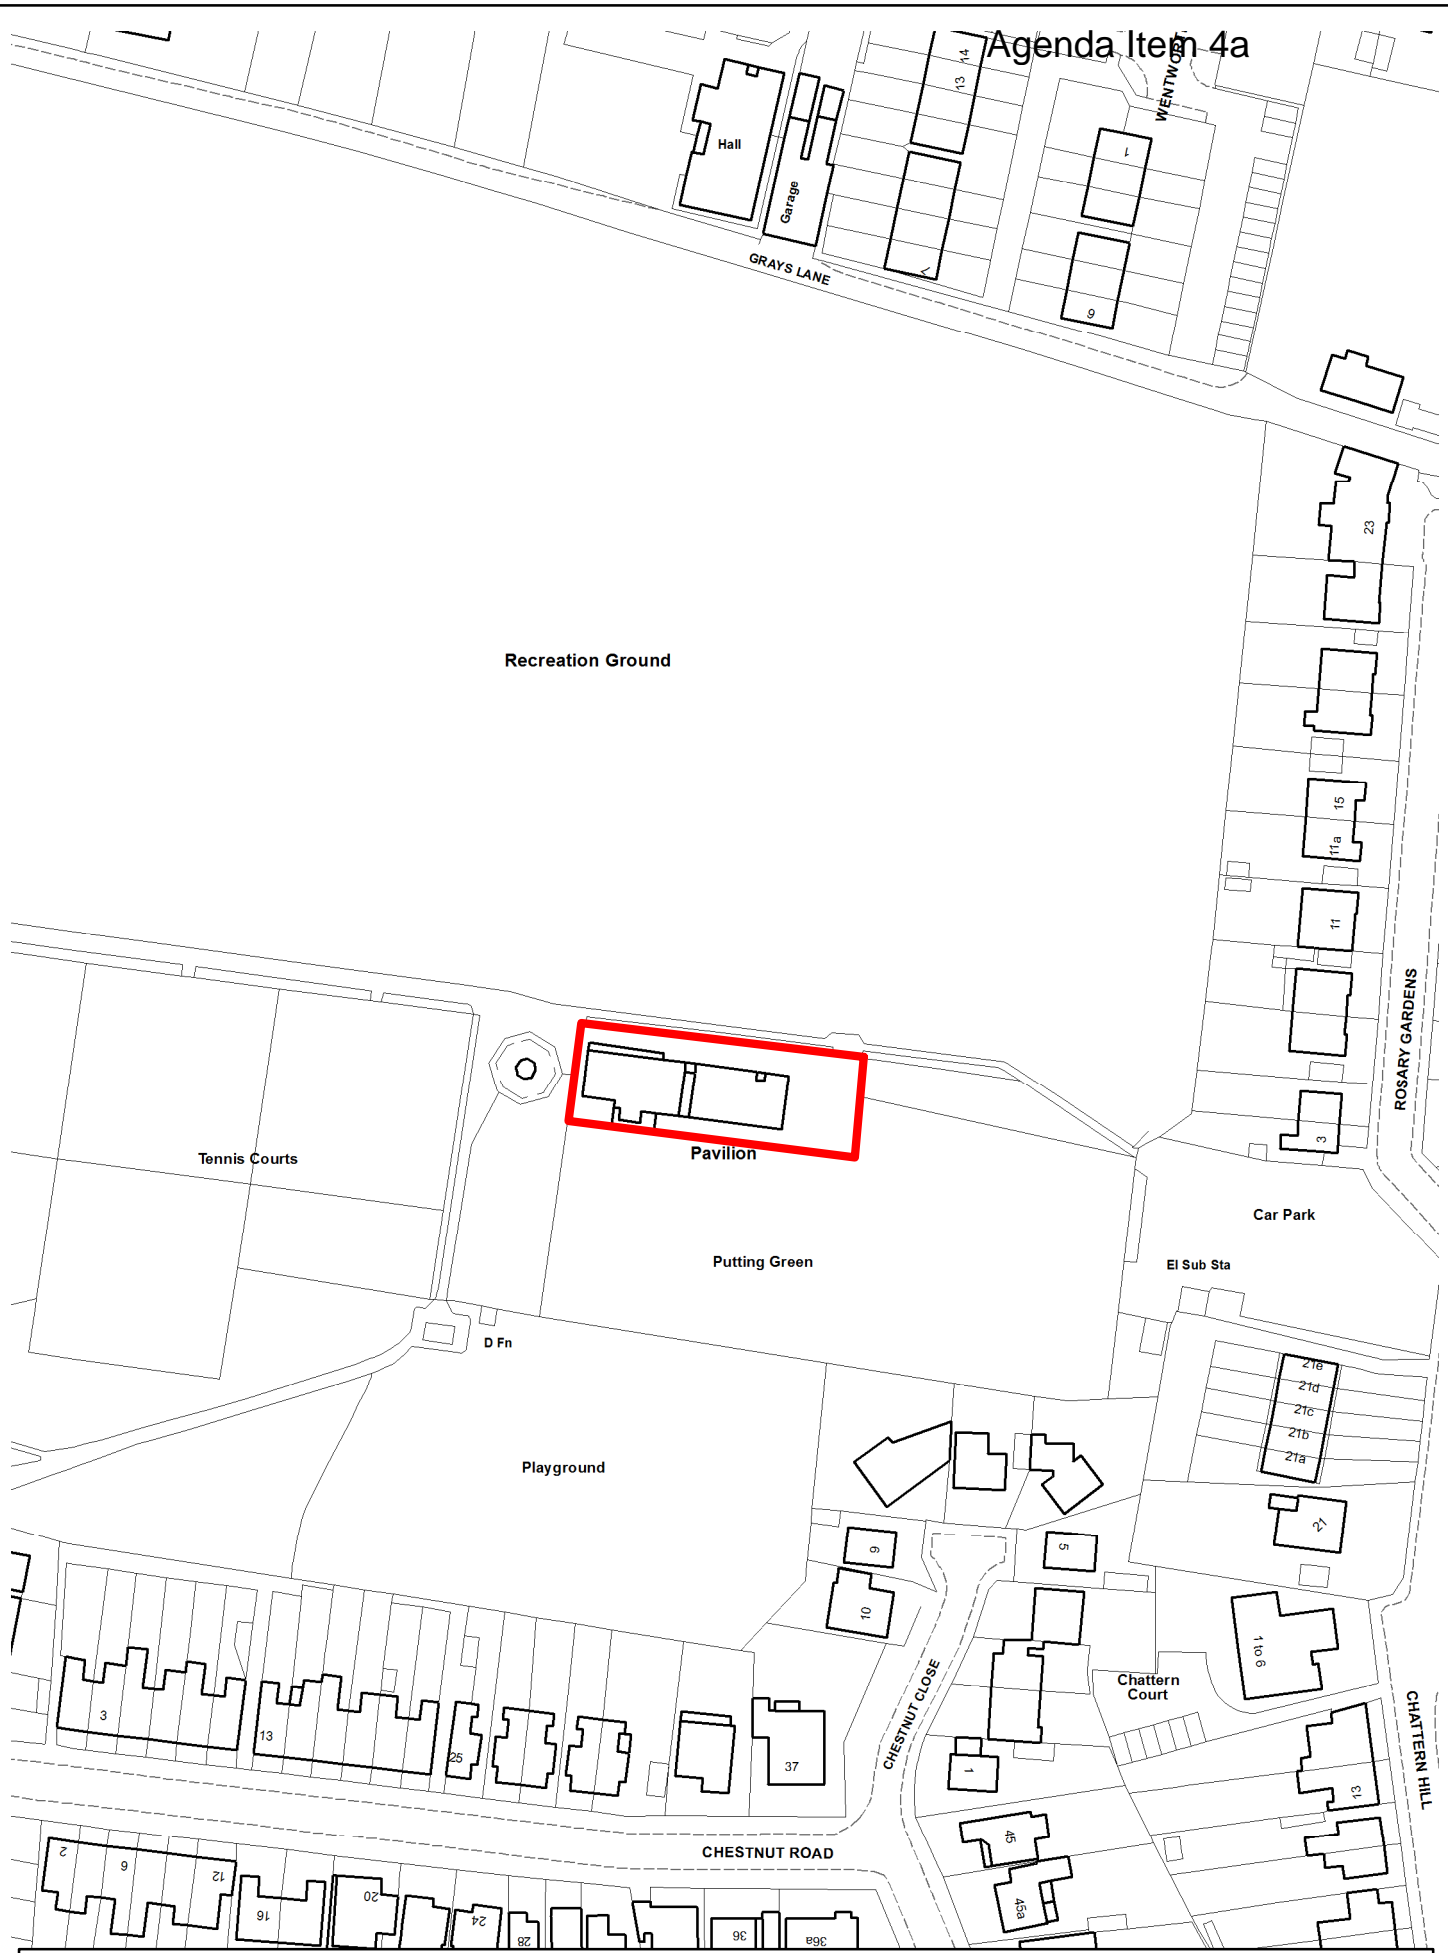 Agenda Item 4a
WENTWORT
14
13
Hall
Garage
1
7
9
GRAYS LANE
23
Recreation Ground
15
11a
11
ROSARY GARDENS
3
Tennis Courts
Pavilion
Car Park
Putting Green
El Sub Sta
D Fn
21e
21d
21c
21b
21a
Playground
21
9
5
10
1 to 6
Chattern
Court
CHESTNUT CLOSE
CHATTERN HILL
3
13
25
37
1
13
45
CHESTNUT ROAD
2
6
12
16
20
24
28
36
36a
45a